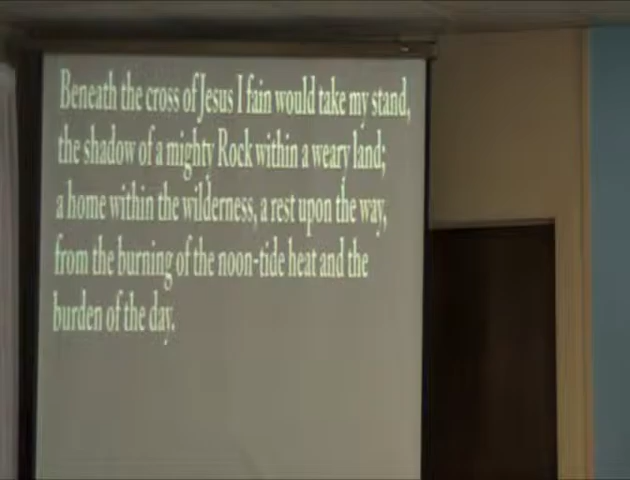 Beneath the cross of Jesus I fain would take my stand,
the shadow of a mighty Rock within a weary land;
a home within the wilderness, a rest upon the way,
from the burning of the noon-tide heat and the
burden of the day.